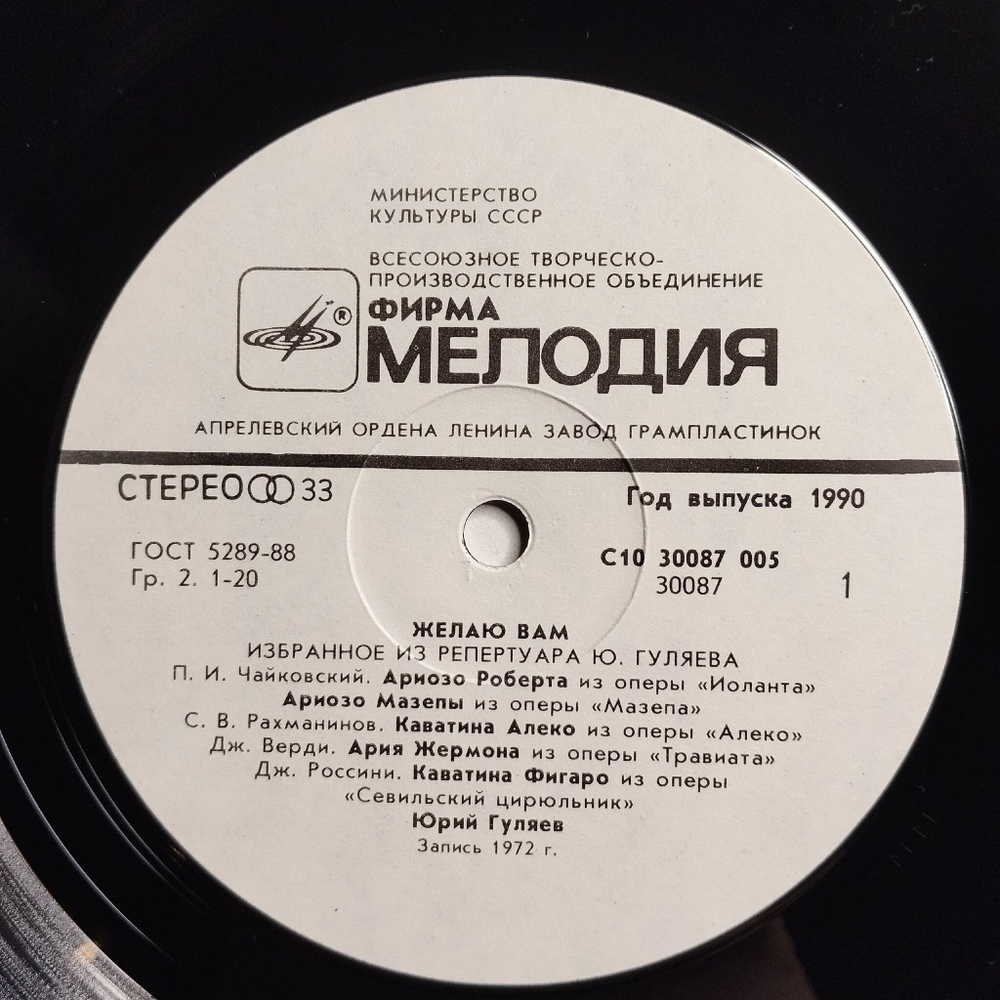 МИНИСТЕРСТВО
КУЛЬТУРЫ СССР
ВСЕСОЮЗНОЕ ТВОРЧЕСКО-
ПРОИЗВОДСТВЕННОЕ ОБЪЕДИНЕНИЕ
ФИРМА
®
МЕЛОДИЯ
АПРЕЛЕВСКИЙ ОРДЕНА ЛЕНИНА ЗАВОД ГРАМПЛАСТИНОК
СТЕРЕО 33
Год выпуска 1990
ГОСТ 5289-88
Гр. 2. 1-20
С10 30087 005
30087
1
ЖЕЛАЮ ВАМ
ИЗБРАННОЕ ИЗ РЕПЕРТУАРА Ю. ГУЛЯЕВА
П. И. Чайковский. Ариозо Роберта из оперы «Иоланта»
Ариозо Мазепы из оперы «Мазепа»
С. В. Рахманинов. Каватина Алеко из оперы «Алеко»
Дж. Верди. Ария Жермона из оперы «Травиата»
Дж. Россини. Каватина Фигаро из оперы
«Севильский цирюльник»
Юрий Гуляев
Запись 1972 г.